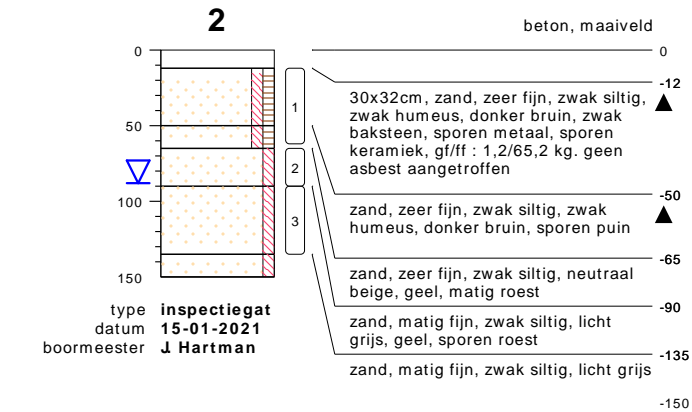 2
beton, maaiveld
0
0
-12
30x32cm, zand, zeer fijn, zwak siltig,
zwak humeus, donker bruin, zwak
baksteen, sporen metaal, sporen
keramiek, gf/ff : 1,2/65,2 kg. geen
asbest aangetroffen
1
50
-50
zand, zeer fijn, zwak siltig, zwak
humeus, donker bruin, sporen puin
2
-65
zand, zeer fijn, zwak siltig, neutraal
beige, geel, matig roest
100
3
-90
zand, matig fijn, zwak siltig, licht
grijs, geel, sporen roest
150
-135
zand, matig fijn, zwak siltig, licht grijs
-150
type inspectiegat
datum 15-01-2021
boormeester J. Hartman